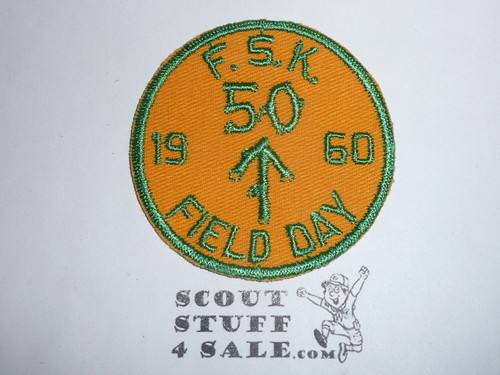 F.S.K.
50
19 60
FIELD DAY
SCOUT
STUFF
4 SALE.COM